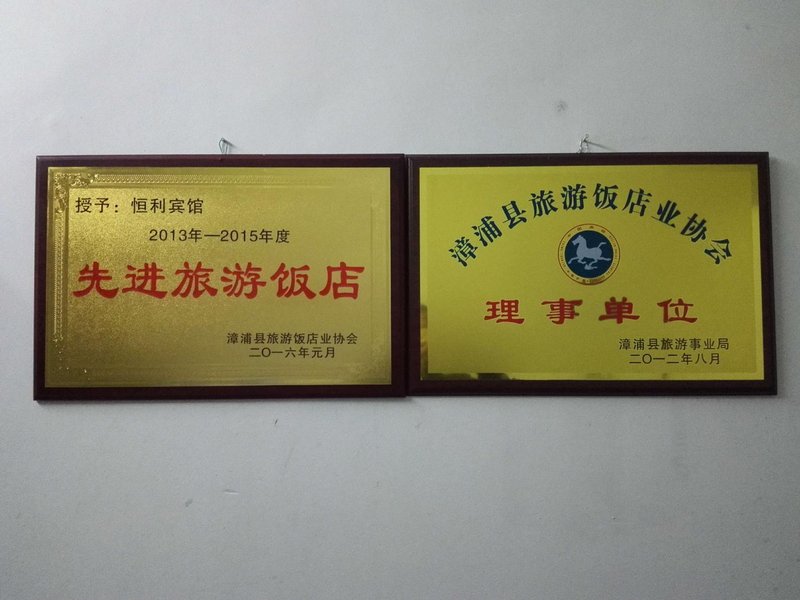 授予：恒利宾馆
2013年—2015年度
先进旅游饭店
漳浦县旅游饭店业协会
二〇一六年元月
漳浦县旅游饭店业协会
理事单位
漳浦县旅游事业局
二〇一二年八月